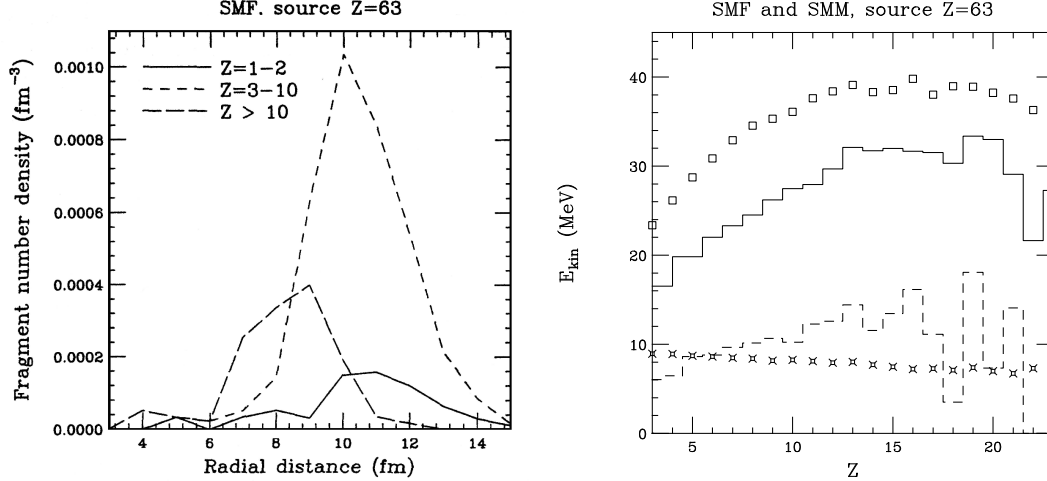 SMF. source Z=63
Fragment number density (fm⁻³)
0.0010
0.0008
0.0006
0.0004
0.0002
0.0000
Z=1−2
Z=3−10
Z > 10
4 6 8 10 12 14
Radial distance (fm)
SMF and SMM, source Z=63
E_kin (MeV)
40
30
20
10
0
5 10 15 20
Z